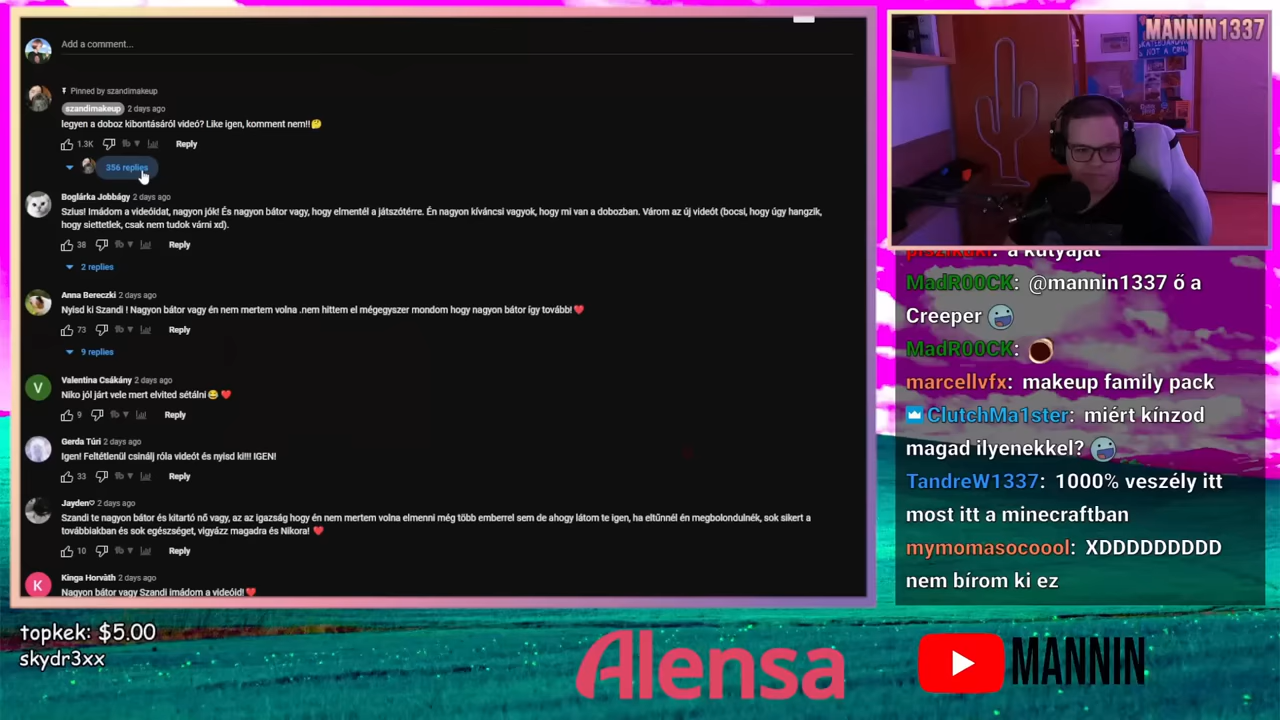 Add a comment...
Pinned by szandimakeup
szandimakeup 2 days ago
legyen a doboz kibontásáról videó? Like igen, komment nem!!🤔
1.3K Reply
356 replies
Boglárka Jobbágy 2 days ago
Szius! Imádom a videóidat, nagyon jók! És nagyon bátor vagy, hogy elmentél a játszótérre. Én nagyon kíváncsi vagyok, hogy mi van a dobozban. Várom az új videót (bocsi, hogy úgy hangzik,
hogy siettetlek, csak nem tudok várni xd).
38 Reply
2 replies
Anna Bereczki 2 days ago
Nyisd ki Szandi ! Nagyon bátor vagy én nem mertem volna .nem hittem el mégegyszer mondom hogy nagyon bátor így tovább!❤️
73 Reply
9 replies
V
Valentina Csákány 2 days ago
Niko jól járt vele mert elvited sétálni😂❤️
9 Reply
Gerda Túri 2 days ago
Igen! Feltétlenül csinálj róla videót és nyisd ki!!! IGEN!
33 Reply
Jayden♡ 2 days ago
Szandi te nagyon bátor és kitartó nő vagy, az az igazság hogy én nem mertem volna elmenni még több emberrel sem de ahogy látom te igen, ha eltűnnél én megbolondulnék, sok sikert a
továbbiakban és sok egészséget, vigyázz magadra és Nikora! ❤️
10 Reply
K
Kinga Horváth 2 days ago
Nagyon bátor vagy Szandi imádom a videóid!❤️
MANNIN1337
a kutyáját
MadR00CK: @mannin1337 ő a
Creeper
MadR00CK:
marcellvfx: makeup family pack
ClutchMa1ster: miért kínzod
magad ilyenekkel?
TandreW1337: 1000% veszély itt
most itt a minecraftban
mymomasocoool: XDDDDDDDDD
nem bírom ki ez
topkek: $5.00
skydr3xx
Alensa
MANNIN